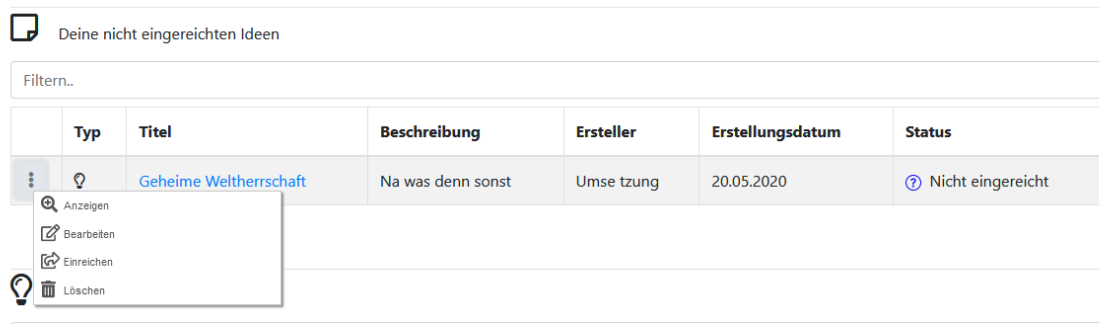 Deine nicht eingereichten Ideen
Filtern..
Typ Titel Beschreibung Ersteller Erstellungsdatum Status
Geheime Weltherrschaft Na was denn sonst Umse tzung 20.05.2020 Nicht eingereicht
Anzeigen
Bearbeiten
Einreichen
Löschen